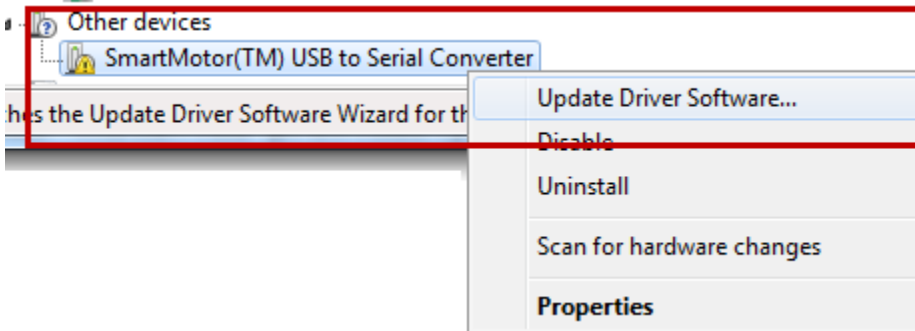 Other devices
SmartMotor(TM) USB to Serial Converter
hes the Update Driver Software Wizard for th
Update Driver Software...
Disable
Uninstall
Scan for hardware changes
Properties